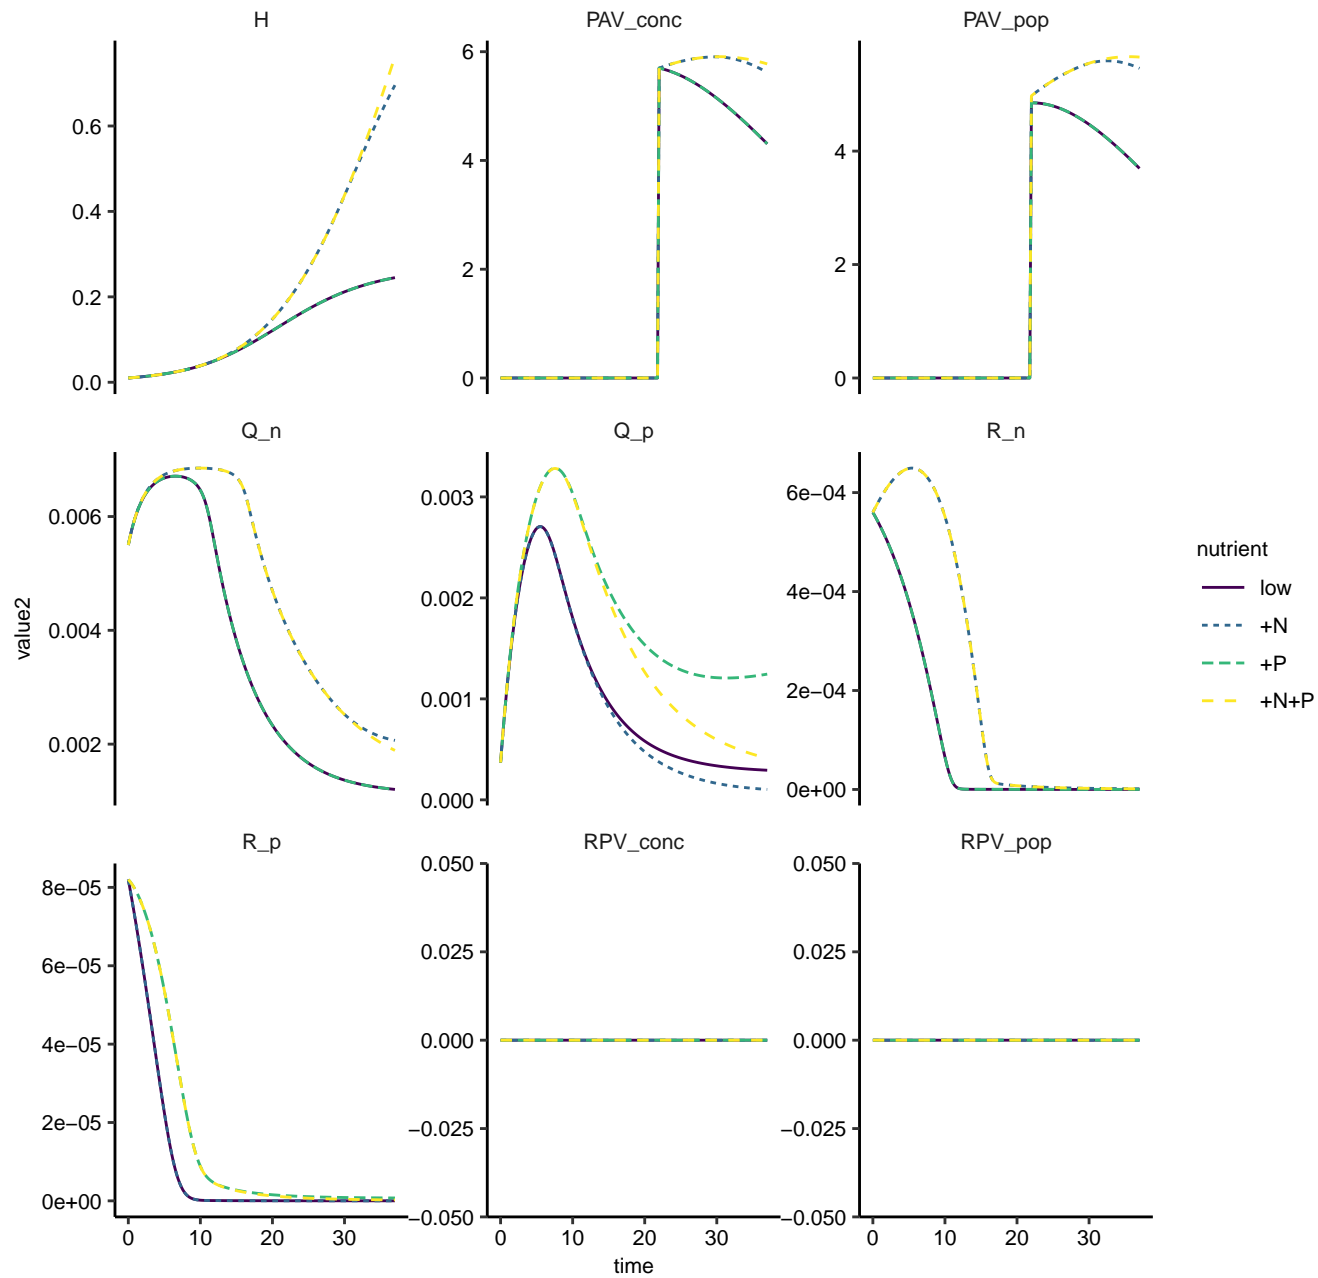 H
PAV_conc
PAV_pop
0.6
0.4
0.2
0.0
6
4
2
0
4
2
0
Q_n
Q_p
R_n
0.006
0.004
0.002
0.003
0.002
0.001
0.000
6e−04
4e−04
2e−04
0e+00
R_p
RPV_conc
RPV_pop
8e−05
6e−05
4e−05
2e−05
0e+00
0.050
0.025
0.000
−0.025
−0.050
0.050
0.025
0.000
−0.025
−0.050
0 10 20 30
0 10 20 30
0 10 20 30
time
value2
nutrient
low
+N
+P
+N+P